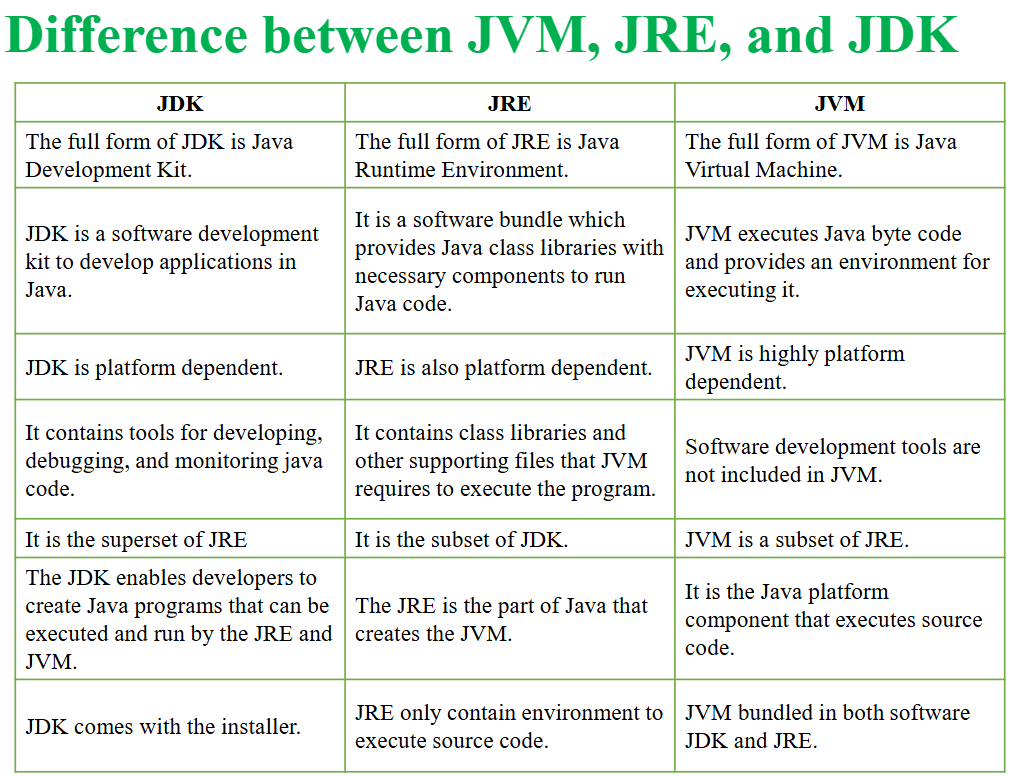 Difference between JVM, JRE, and JDK
JDK
JRE
JVM
The full form of JDK is Java
Development Kit.
The full form of JRE is Java
Runtime Environment.
The full form of JVM is Java
Virtual Machine.
JDK is a software development
kit to develop applications in
Java.
It is a software bundle which
provides Java class libraries with
necessary components to run
Java code.
JVM executes Java byte code
and provides an environment for
executing it.
JDK is platform dependent.
JRE is also platform dependent.
JVM is highly platform
dependent.
It contains tools for developing,
debugging, and monitoring java
code.
It contains class libraries and
other supporting files that JVM
requires to execute the program.
Software development tools are
not included in JVM.
It is the superset of JRE
It is the subset of JDK.
JVM is a subset of JRE.
The JDK enables developers to
create Java programs that can be
executed and run by the JRE and
JVM.
The JRE is the part of Java that
creates the JVM.
It is the Java platform
component that executes source
code.
JDK comes with the installer.
JRE only contain environment to
execute source code.
JVM bundled in both software
JDK and JRE.